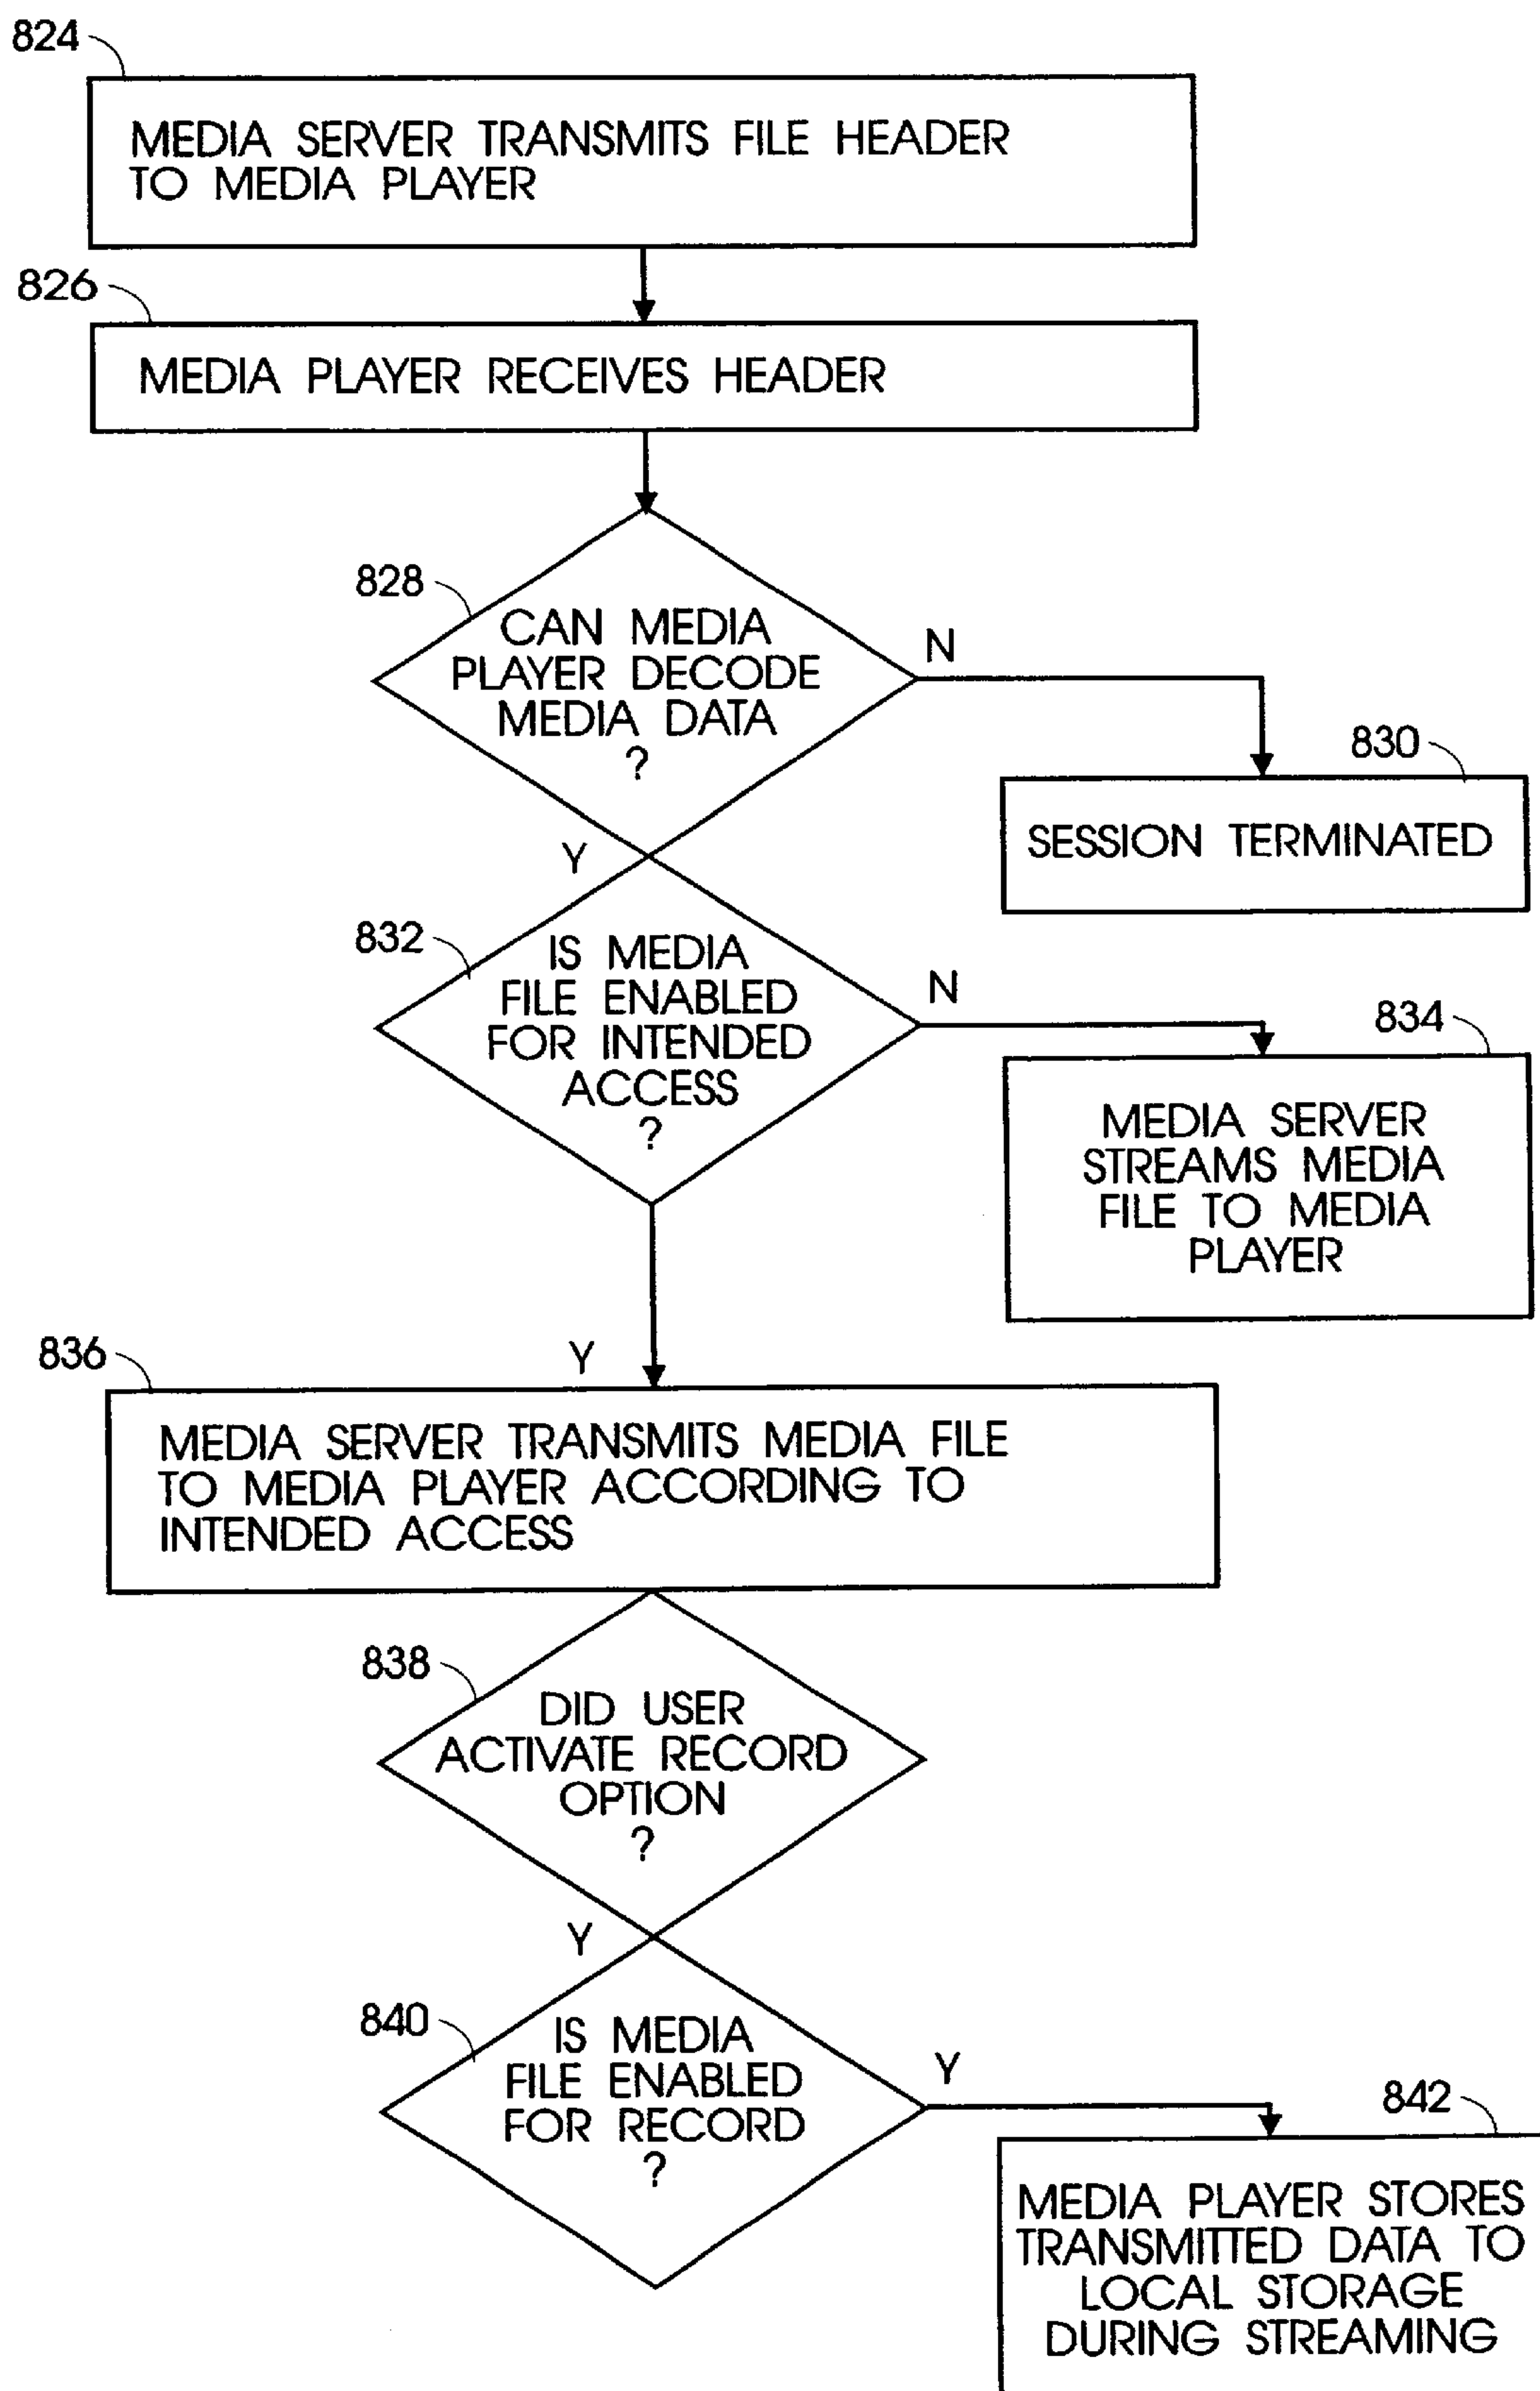 824
MEDIA SERVER TRANSMITS FILE HEADER
TO MEDIA PLAYER
826
MEDIA PLAYER RECEIVES HEADER
828
CAN MEDIA
PLAYER DECODE
MEDIA DATA
?
N
830
SESSION TERMINATED
Y
832
IS MEDIA
FILE ENABLED
FOR INTENDED
ACCESS
?
N
834
MEDIA SERVER
STREAMS MEDIA
FILE TO MEDIA
PLAYER
Y
836
MEDIA SERVER TRANSMITS MEDIA FILE
TO MEDIA PLAYER ACCORDING TO
INTENDED ACCESS
838
DID USER
ACTIVATE RECORD
OPTION
?
Y
840
IS MEDIA
FILE ENABLED
FOR RECORD
?
Y
842
MEDIA PLAYER STORES
TRANSMITTED DATA TO
LOCAL STORAGE
DURING STREAMING